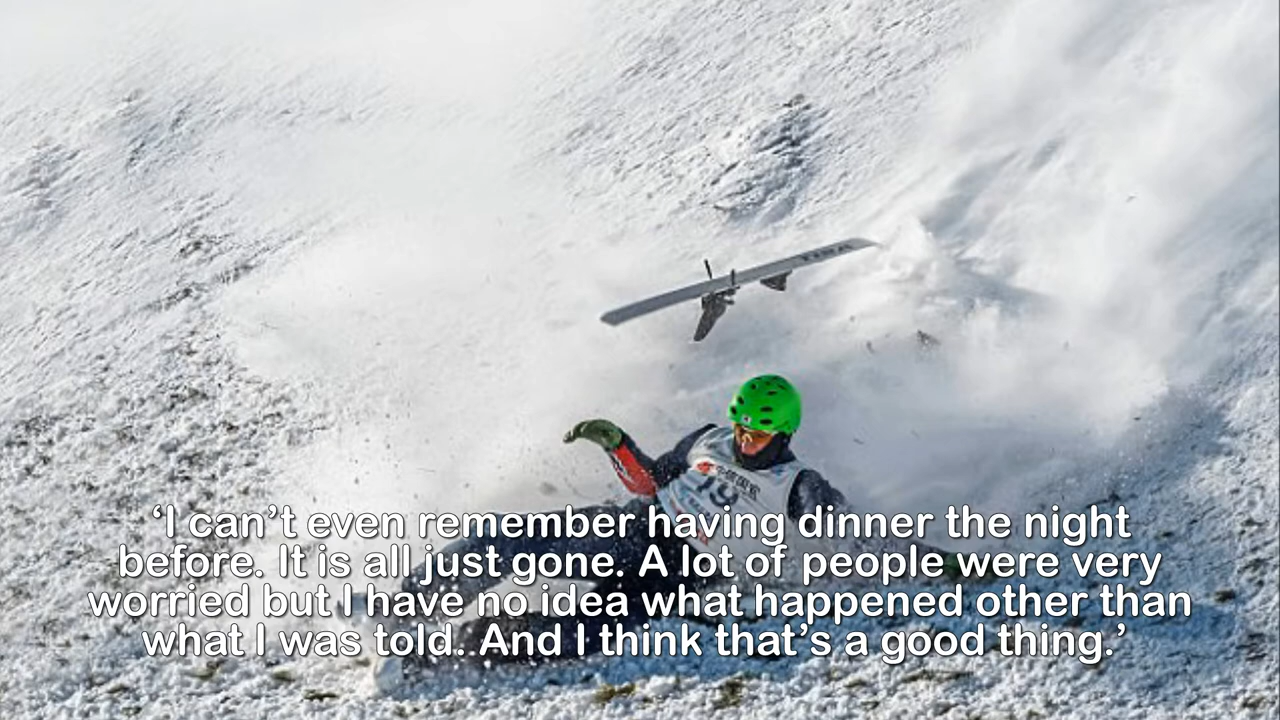 ‘I can’t even remember having dinner the night
before. It is all just gone. A lot of people were very
worried but I have no idea what happened other than
what I was told. And I think that’s a good thing.’